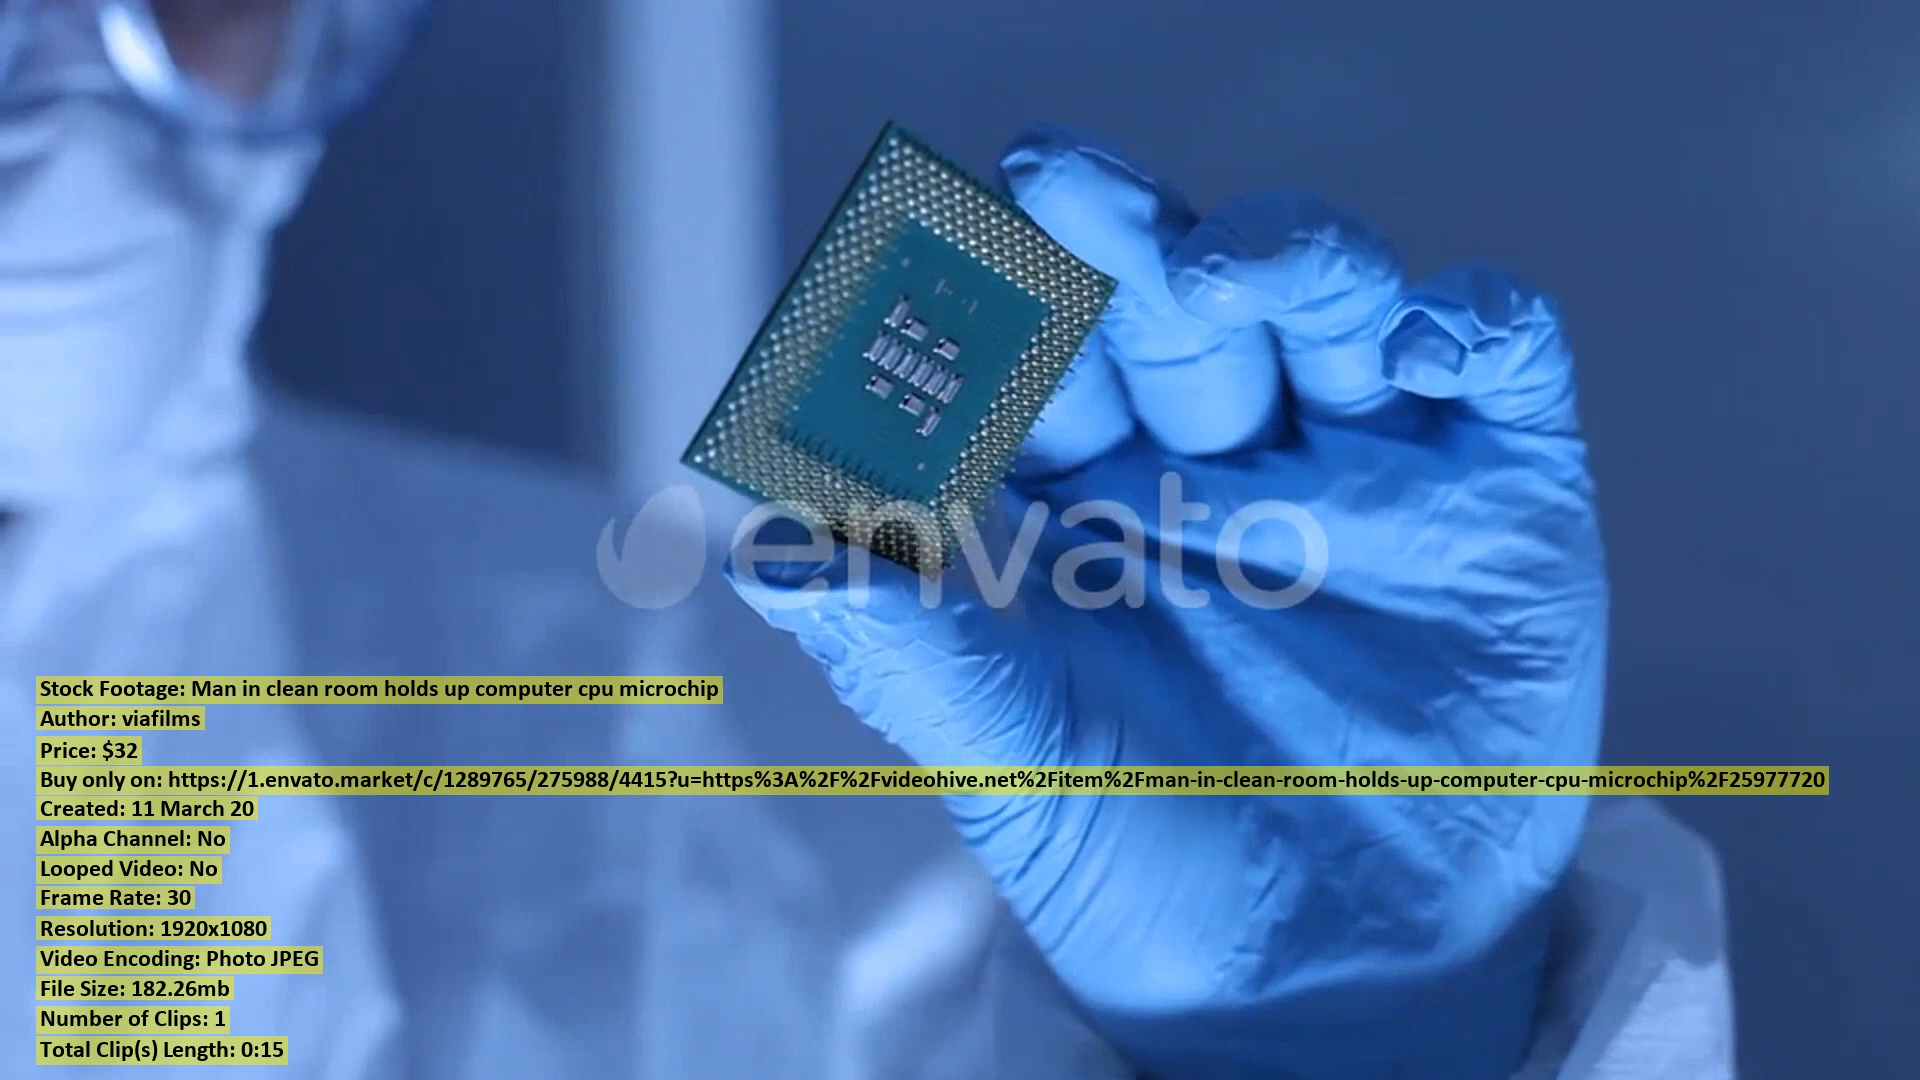 envato
Stock Footage: Man in clean room holds up computer cpu microchip
Author: viafilms
Price: $32
Buy only on: https://1.envato.market/c/1289765/275988/4415?u=https%3A%2F%2Fvideohive.net%2Fitem%2Fman-in-clean-room-holds-up-computer-cpu-microchip%2F25977720
Created: 11 March 20
Alpha Channel: No
Looped Video: No
Frame Rate: 30
Resolution: 1920x1080
Video Encoding: Photo JPEG
File Size: 182.26mb
Number of Clips: 1
Total Clip(s) Length: 0:15